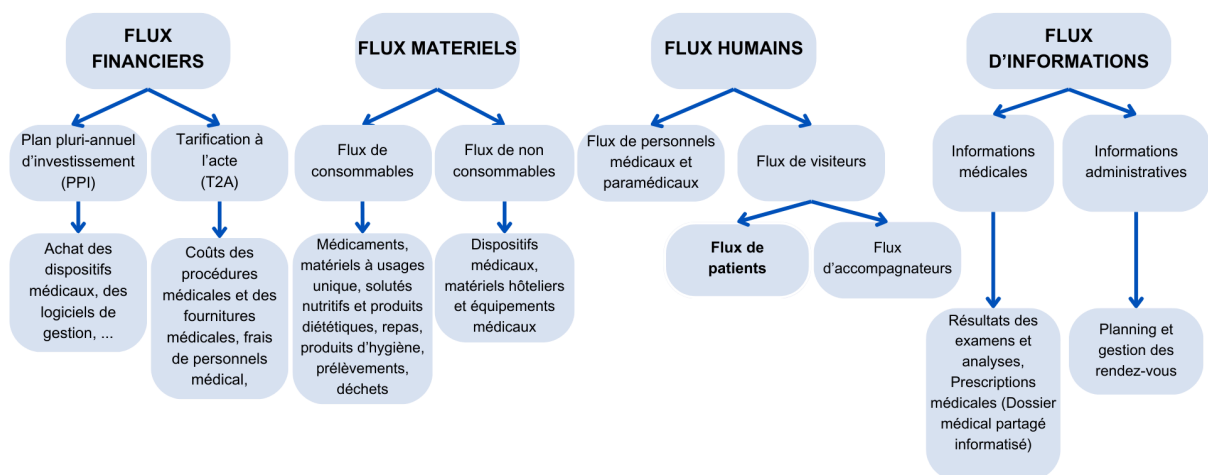 FLUX
FINANCIERS
FLUX MATERIELS
FLUX HUMAINS
FLUX
D’INFORMATIONS
Plan pluri-annuel
d’investissement
(PPI)
Tarification à
l’acte
(T2A)
Flux de
consommables
Flux de non
consommables
Flux de personnels
médicaux et
paramédicaux
Flux de visiteurs
Informations
médicales
Informations
administratives
Achat des
dispositifs
médicaux, des
logiciels de
gestion, ...
Coûts des
procédures
médicales et des
fournitures
médicales, frais
de personnels
médical,
Médicaments,
matériels à usages
unique, solutés
nutritifs et produits
diététiques, repas,
produits d’hygiène,
prélèvements,
déchets
Dispositifs
médicaux,
matériels hôteliers
et équipements
médicaux
Flux de
patients
Flux
d’accompagnateurs
Résultats des
examens et
analyses,
Prescriptions
médicales (Dossier
médical partagé
informatisé)
Planning et
gestion des
rendez-vous